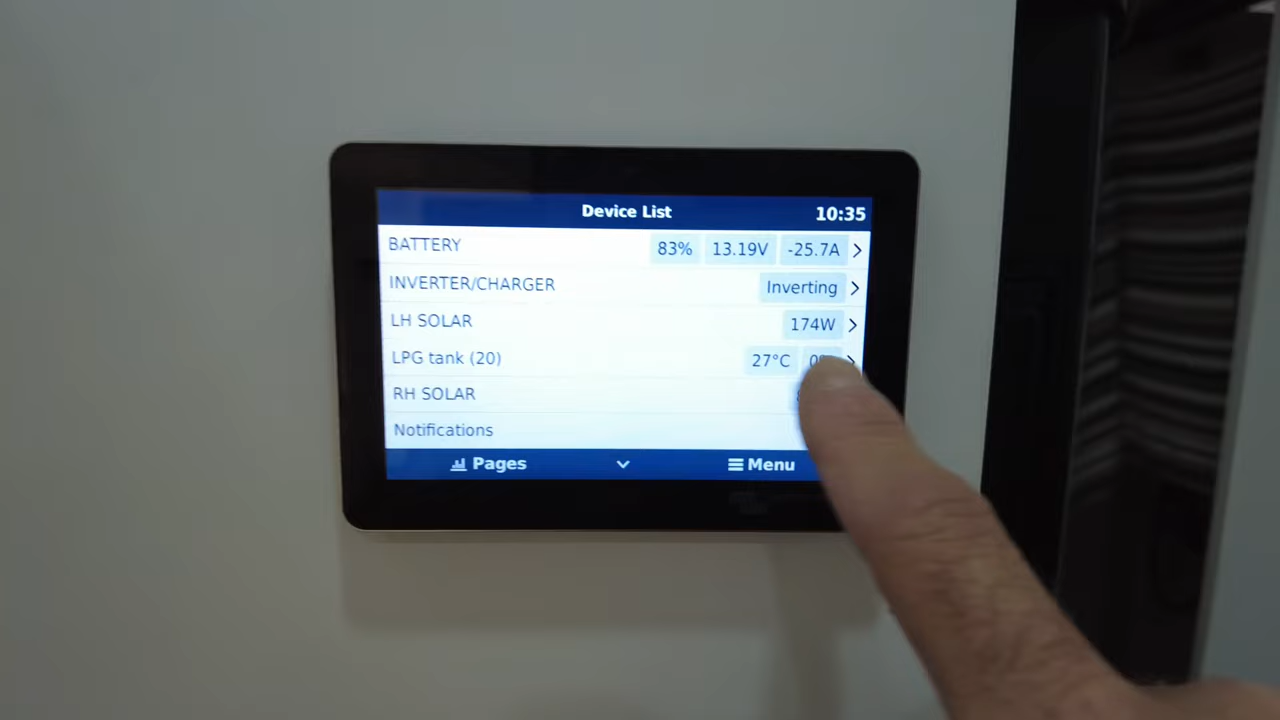 Device List 10:35
BATTERY 83% 13.19V -25.7A
INVERTER/CHARGER Inverting
LH SOLAR 174W
LPG tank (20) 27°C
RH SOLAR
Notifications
Pages Menu